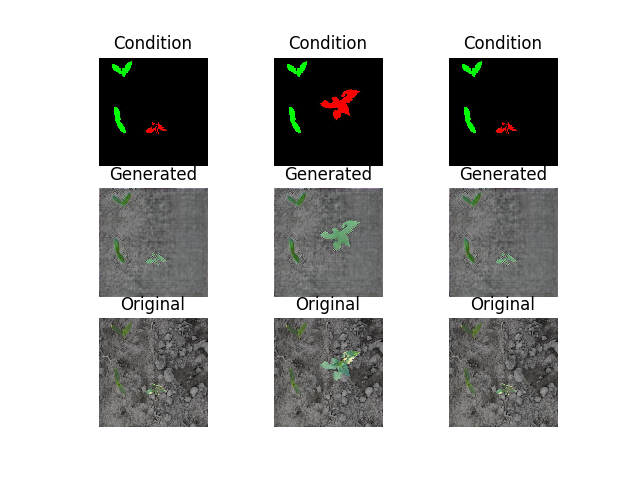 Condition Condition Condition
Generated Generated Generated
Original Original Original